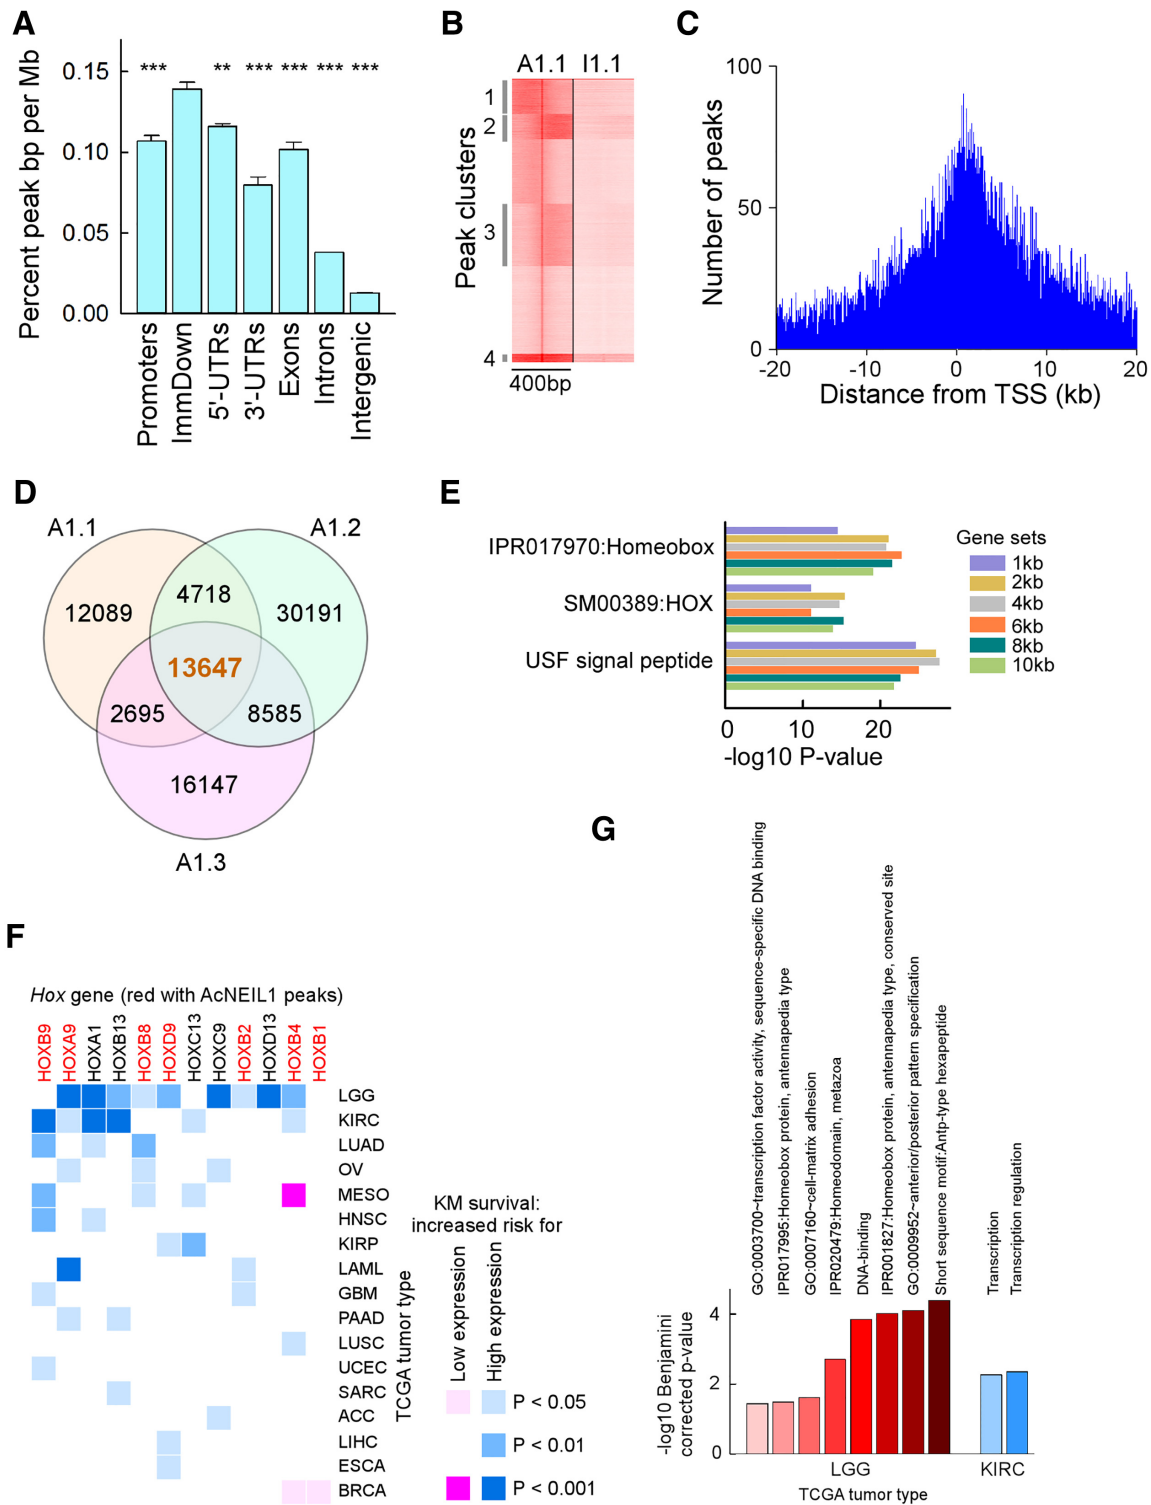 A
Percent peak bp per Mb
0.15
0.10
0.05
0.00
*** ** *** *** *** ***
Promoters
ImmDown
5'-UTRs
3'-UTRs
Exons
Introns
Intergenic
B
A1.1 I1.1
Peak clusters
1
2
3
4
400bp
C
Number of peaks
100
50
0
-20 -10 0 10 20
Distance from TSS (kb)
D
A1.1
A1.2
12089
4718
30191
13647
2695
8585
16147
A1.3
E
IPR017970:Homeobox
SM00389:HOX
USF signal peptide
0 10 20
-log10 P-value
Gene sets
1kb
2kb
4kb
6kb
8kb
10kb
F
Hox gene (red with AcNEIL1 peaks)
HOXB9
HOXA9
HOXA1
HOXB13
HOXB8
HOXD9
HOXC13
HOXC9
HOXB2
HOXD13
HOXB4
HOXB1
LGG
KIRC
LUAD
OV
MESO
HNSC
KIRP
LAML
GBM
PAAD
LUSC
UCEC
SARC
ACC
LIHC
ESCA
BRCA
TCGA tumor type
KM survival:
increased risk for
Low expression
High expression
P < 0.05
P < 0.01
P < 0.001
G
GO:0003700~transcription factor activity, sequence-specific DNA binding
IPR017995:Homeobox protein, antennapedia type
GO:0007160~cell-matrix adhesion
IPR020479:Homeodomain, metazoa
DNA-binding
IPR001827:Homeobox protein, antennapedia type, conserved site
GO:0009952~anterior/posterior pattern specification
Short sequence motif:Antp-type hexapeptide
Transcription
Transcription regulation
-log10 Benjamini
corrected p-value
4
2
0
LGG
KIRC
TCGA tumor type